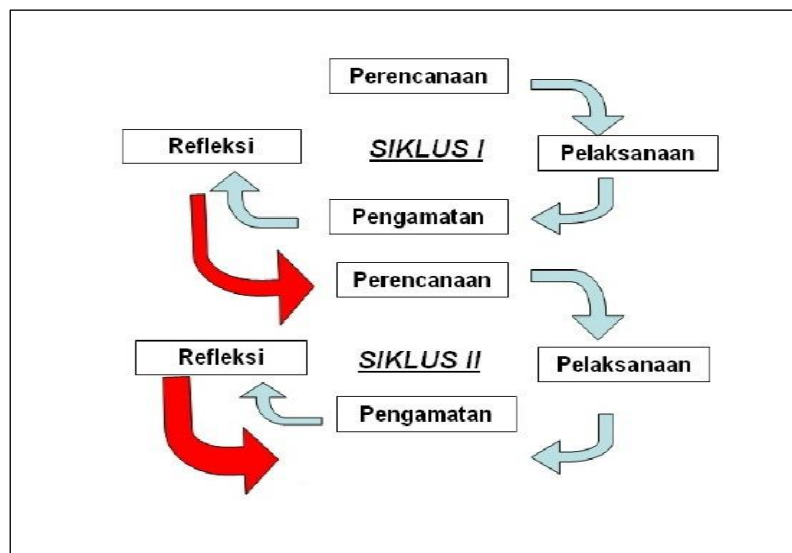 Perencanaan
Refleksi
SIKLUS I
Pelaksanaan
Pengamatan
Perencanaan
Refleksi
SIKLUS II
Pelaksanaan
Pengamatan